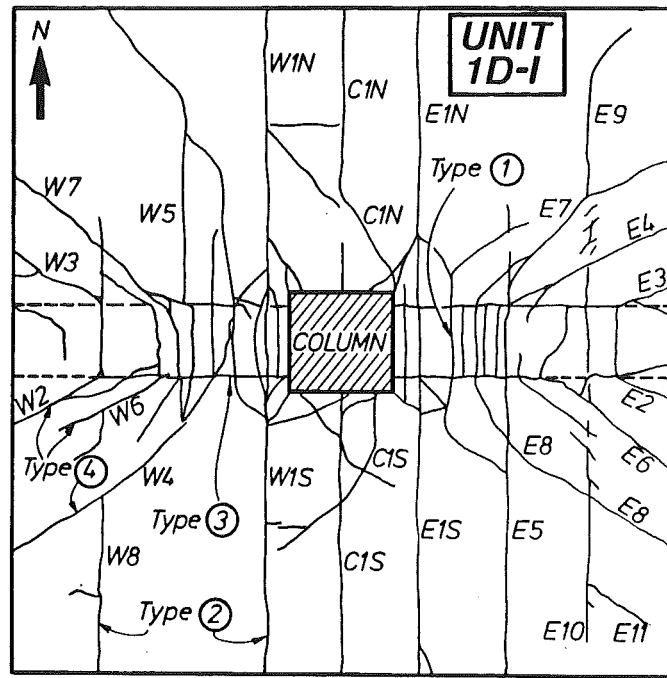 N
UNIT
1D-I
W1N
C1N
E1N
E9
Type 1
W7
W5
C1N
E7
E4
W3
E3
COLUMN
W2
W6
E2
Type 4
W4
W1S
C1S
E8
E6
Type 3
E8
W8
C1S
E1S
E5
Type 2
E10
E11